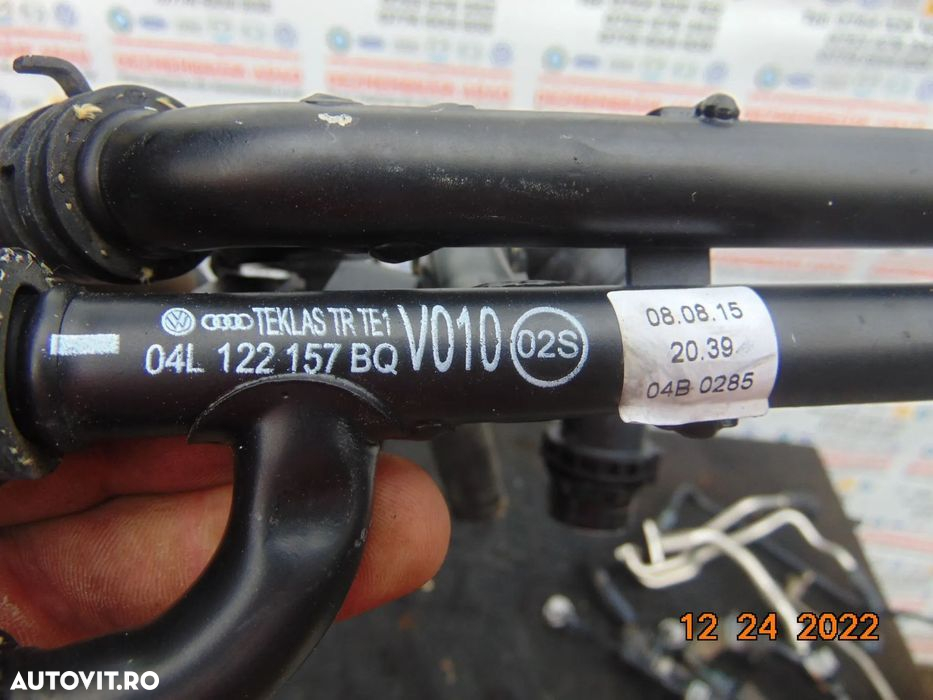 TEKLAS TR TE1 V010 02S
04L 122 157 BQ
08.08.15
20.39
04B 0285
12 24 2022
AUTOVIT.RO